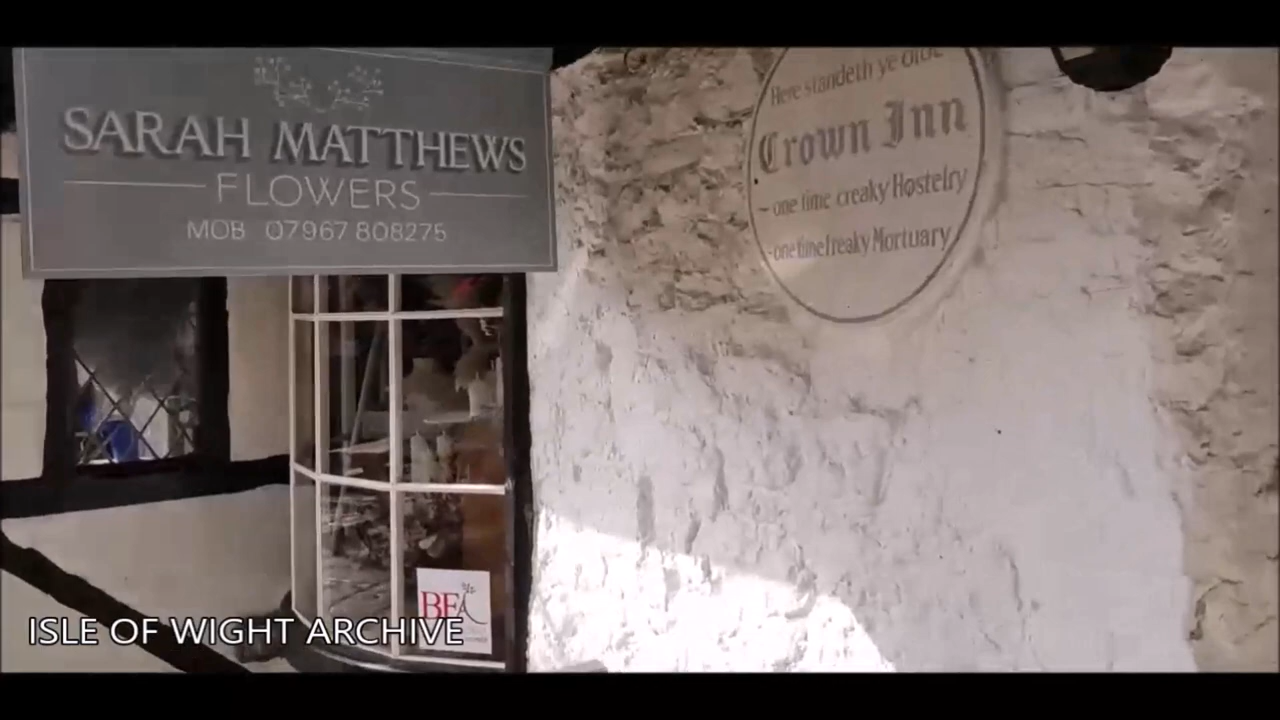 SARAH MATTHEWS
FLOWERS
MOB 07967 808275
Here standeth ye olde
Crown Inn
- one time creaky Hostelry
- one time freaky Mortuary
BFA
ISLE OF WIGHT ARCHIVE